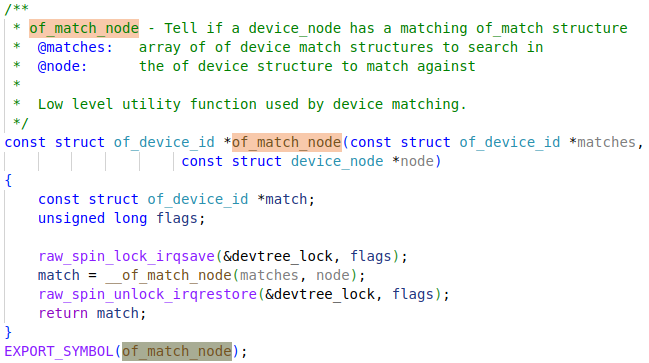 /**
 * of_match_node - Tell if a device_node has a matching of_match structure
 *  @matches:   array of of device match structures to search in
 *  @node:      the of device structure to match against
 *
 *  Low level utility function used by device matching.
 */
const struct of_device_id *of_match_node(const struct of_device_id *matches,
                     const struct device_node *node)
{
    const struct of_device_id *match;
    unsigned long flags;

    raw_spin_lock_irqsave(&devtree_lock, flags);
    match = __of_match_node(matches, node);
    raw_spin_unlock_irqrestore(&devtree_lock, flags);
    return match;
}
EXPORT_SYMBOL(of_match_node);